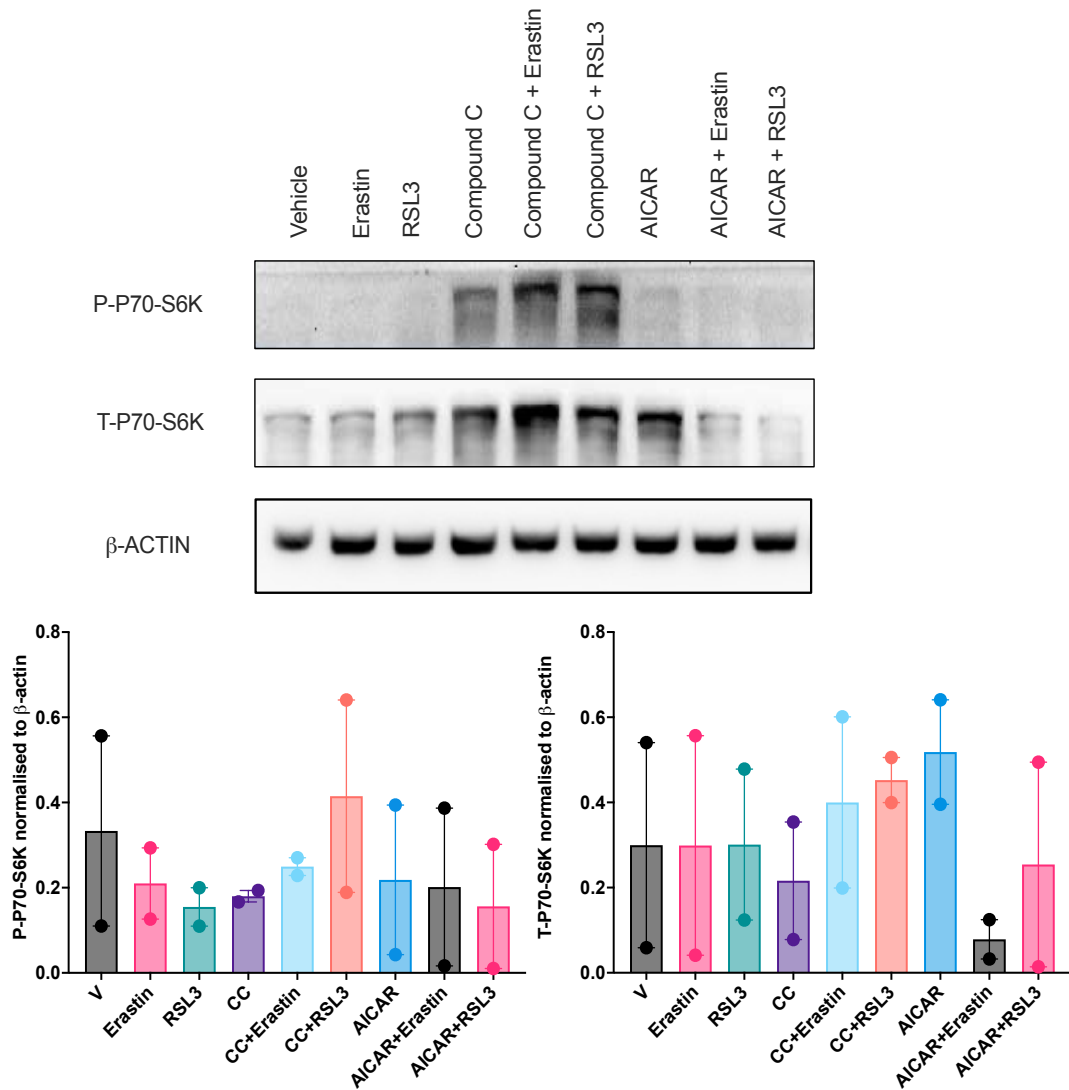 Vehicle
Erastin
RSL3
Compound C
Compound C + Erastin
Compound C + RSL3
AICAR
AICAR + Erastin
AICAR + RSL3
P-P70-S6K
T-P70-S6K
β-ACTIN
P-P70-S6K normalised to β-actin
0.8
0.6
0.4
0.2
0.0
V
Erastin
RSL3
CC
CC+Erastin
CC+RSL3
AICAR
AICAR+Erastin
AICAR+RSL3
T-P70-S6K normalised to β-actin
0.8
0.6
0.4
0.2
0.0
V
Erastin
RSL3
CC
CC+Erastin
CC+RSL3
AICAR
AICAR+Erastin
AICAR+RSL3